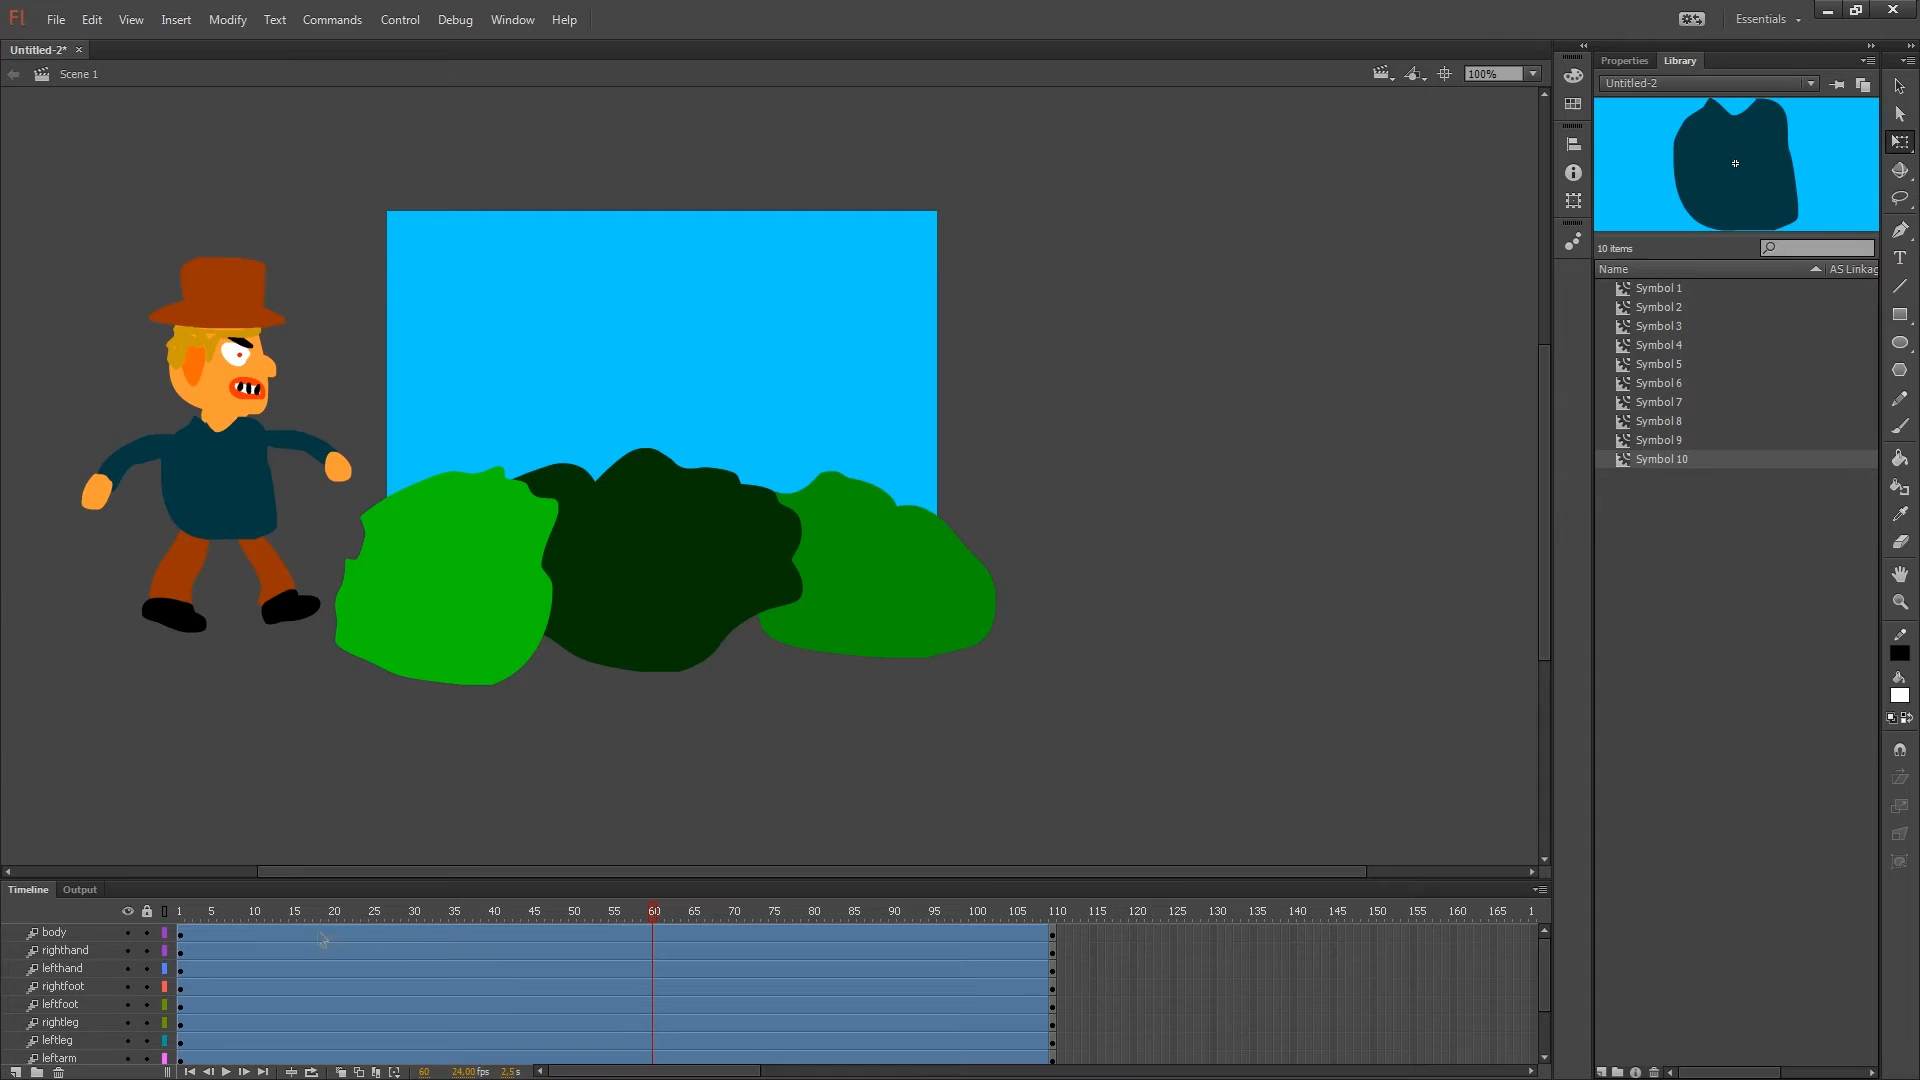 Fl File Edit View Insert Modify Text Commands Control Debug Window Help Essentials
Untitled-2* ×
Scene 1 100%
Properties Library
Untitled-2
10 items
Name AS Linkag
Symbol 1
Symbol 2
Symbol 3
Symbol 4
Symbol 5
Symbol 6
Symbol 7
Symbol 8
Symbol 9
Symbol 10
Timeline Output
1 5 10 15 20 25 30 35 40 45 50 55 60 65 70 75 80 85 90 95 100 105 110 115 120 125 130 135 140 145 150 155 160 165 1
body
righthand
lefthand
rightfoot
leftfoot
rightleg
leftleg
leftarm
60 24,00 fps 2,5 s